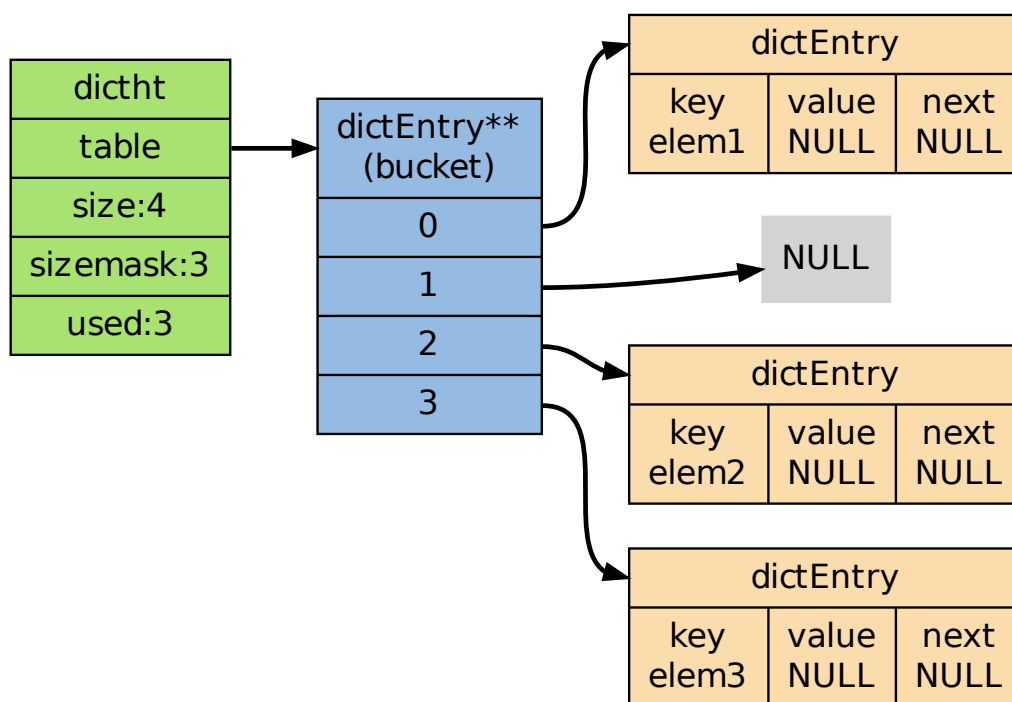 dictht
table
size:4
sizemask:3
used:3
dictEntry**
(bucket)
0
1
2
3
dictEntry
key value next
elem1 NULL NULL
NULL
dictEntry
key value next
elem2 NULL NULL
dictEntry
key value next
elem3 NULL NULL